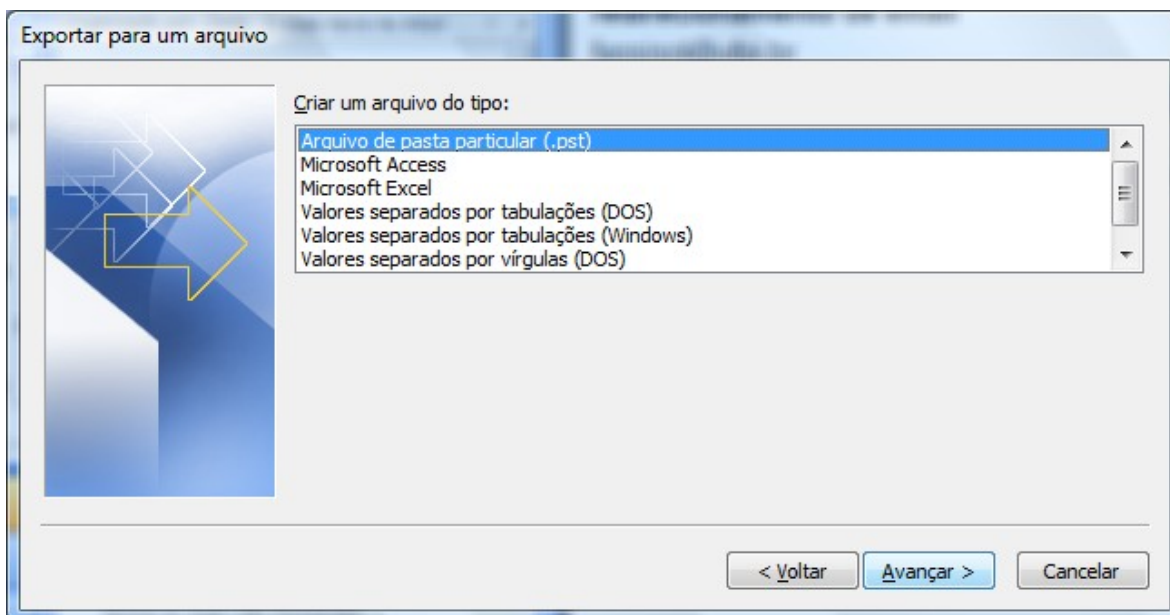 Exportar para um arquivo
Criar um arquivo do tipo:
Arquivo de pasta particular (.pst)
Microsoft Access
Microsoft Excel
Valores separados por tabulações (DOS)
Valores separados por tabulações (Windows)
Valores separados por vírgulas (DOS)
< Voltar
Avançar >
Cancelar